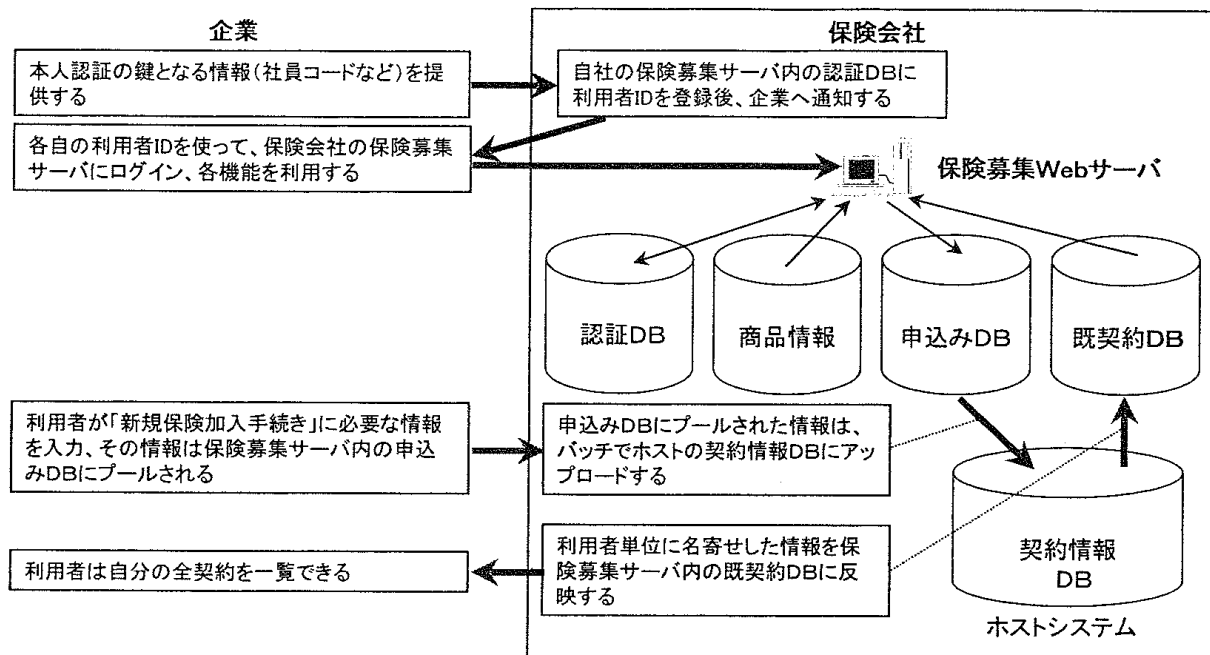 企業
保険会社
本人認証の鍵となる情報(社員コードなど)を提
供する
自社の保険募集サーバ内の認証DBに
利用者IDを登録後、企業へ通知する
各自の利用者IDを使って、保険会社の保険募集
サーバにログイン、各機能を利用する
保険募集Webサーバ
認証DB
商品情報
申込みDB
既契約DB
利用者が「新規保険加入手続き」に必要な情報
を入力、その情報は保険募集サーバ内の申込
みDBにプールされる
申込みDBにプールされた情報は、
バッチでホストの契約情報DBにアッ
プロードする
利用者は自分の全契約を一覧できる
利用者単位に名寄せした情報を保
険募集サーバ内の既契約DBに反
映する
契約情報
DB
ホストシステム